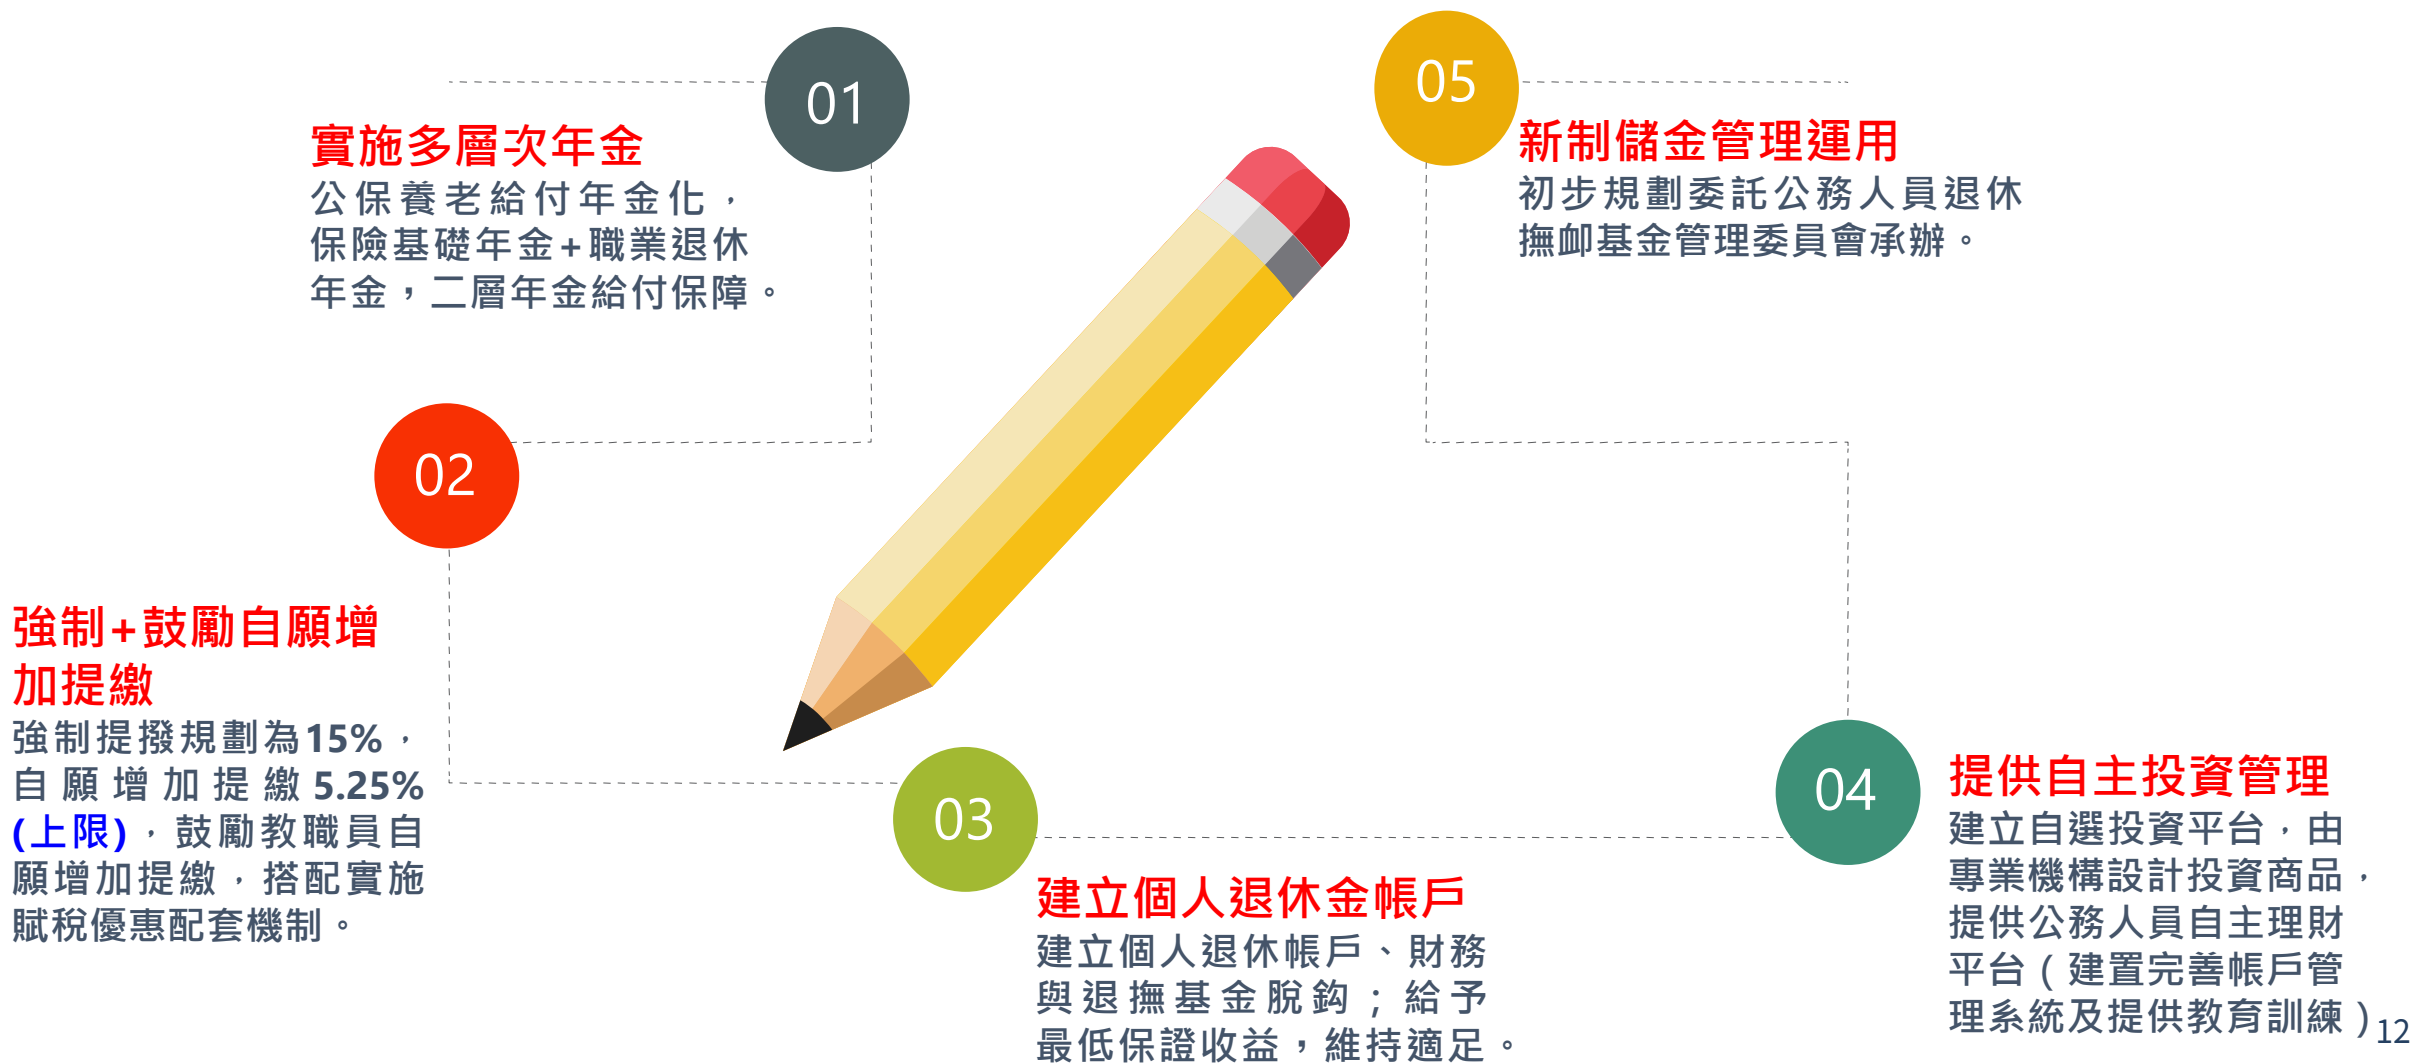 01
實施多層次年金
公保養老給付年金化，
保險基礎年金+職業退休
年金，二層年金給付保障。
02
強制+鼓勵自願增
加提繳
強制提撥規劃為15%，
自願增加提繳5.25%
(上限)，鼓勵教職員自
願增加提繳，搭配實施
賦稅優惠配套機制。
03
建立個人退休金帳戶
建立個人退休帳戶、財務
與退撫基金脫鈎；給予
最低保證收益，維持適足。
04
提供自主投資管理
建立自選投資平台，由
專業機構設計投資商品，
提供公務人員自主理財
平台（建置完善帳戶管
理系統及提供教育訓練）
05
新制儲金管理運用
初步規劃委託公務人員退休
撫卹基金管理委員會承辦。
12